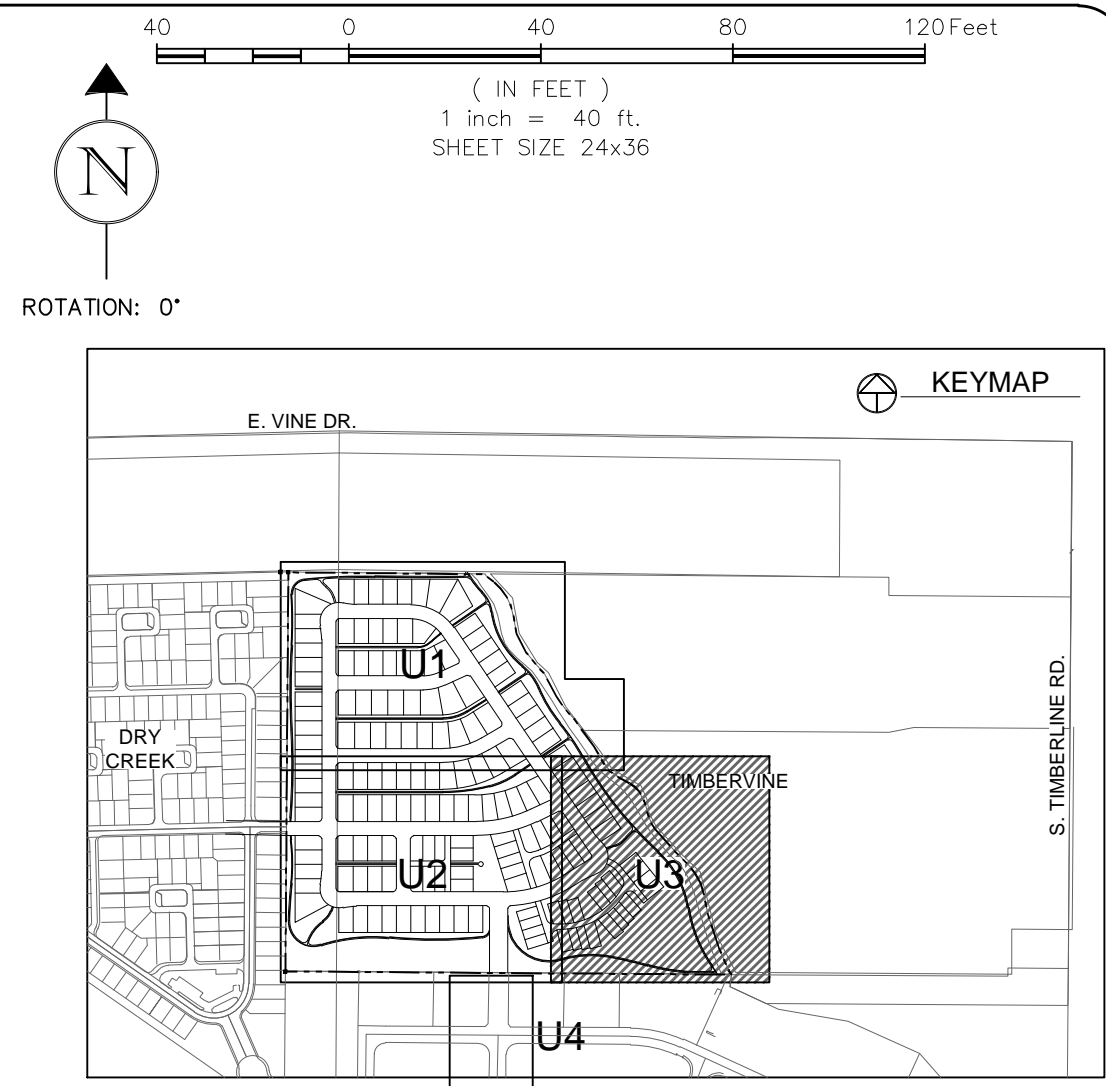 40 0 40 80 120 Feet
( IN FEET )
1 inch = 40 ft.
SHEET SIZE 24x36
N
ROTATION: 0°
KEYMAP
E. VINE DR.
U1
S. TIMBERLINE RD.
DRY
CREEK
TIMBERVINE
U2
U3
U4